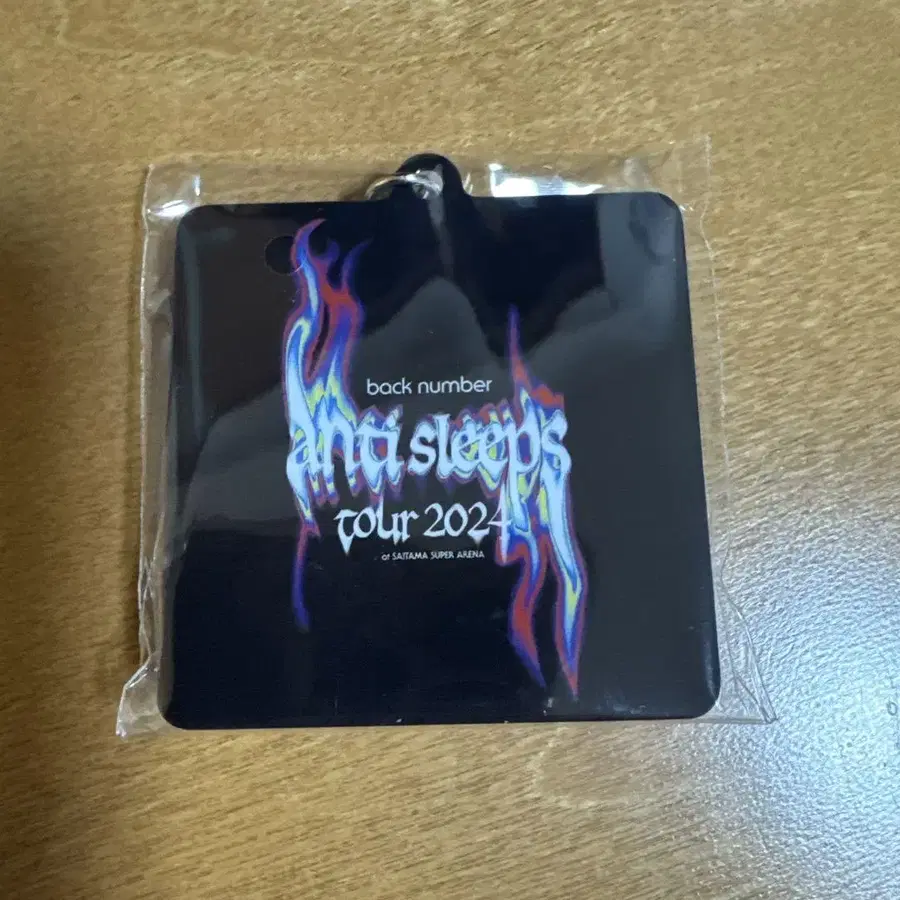 back number
anti sleeps
tour 2024
at SAITAMA SUPER ARENA